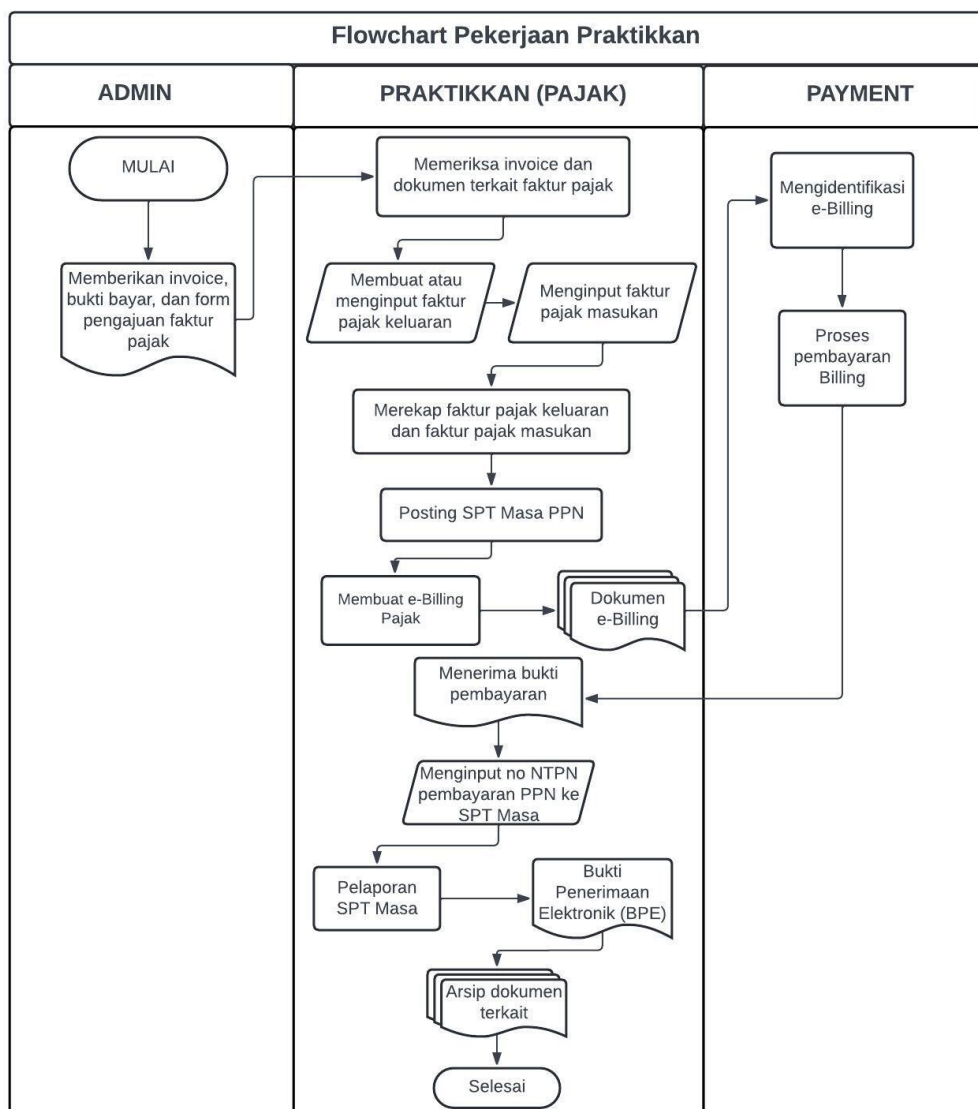 Flowchart Pekerjaan Praktikkan
ADMIN
PRAKTIKKAN (PAJAK)
PAYMENT
MULAI
Memberikan invoice,
bukti bayar, dan form
pengajuan faktur
pajak
Memeriksa invoice dan
dokumen terkait faktur pajak
Membuat atau
menginput faktur
pajak keluaran
Menginput faktur
pajak masukan
Merekap faktur pajak keluaran
dan faktur pajak masukan
Posting SPT Masa PPN
Membuat e-Billing
Pajak
Dokumen
e-Billing
Mengidentifikasi
e-Billing
Proses
pembayaran
Billing
Menerima bukti
pembayaran
Menginput no NTPN
pembayaran PPN ke
SPT Masa
Pelaporan
SPT Masa
Bukti
Penerimaan
Elektronik (BPE)
Arsip dokumen
terkait
Selesai